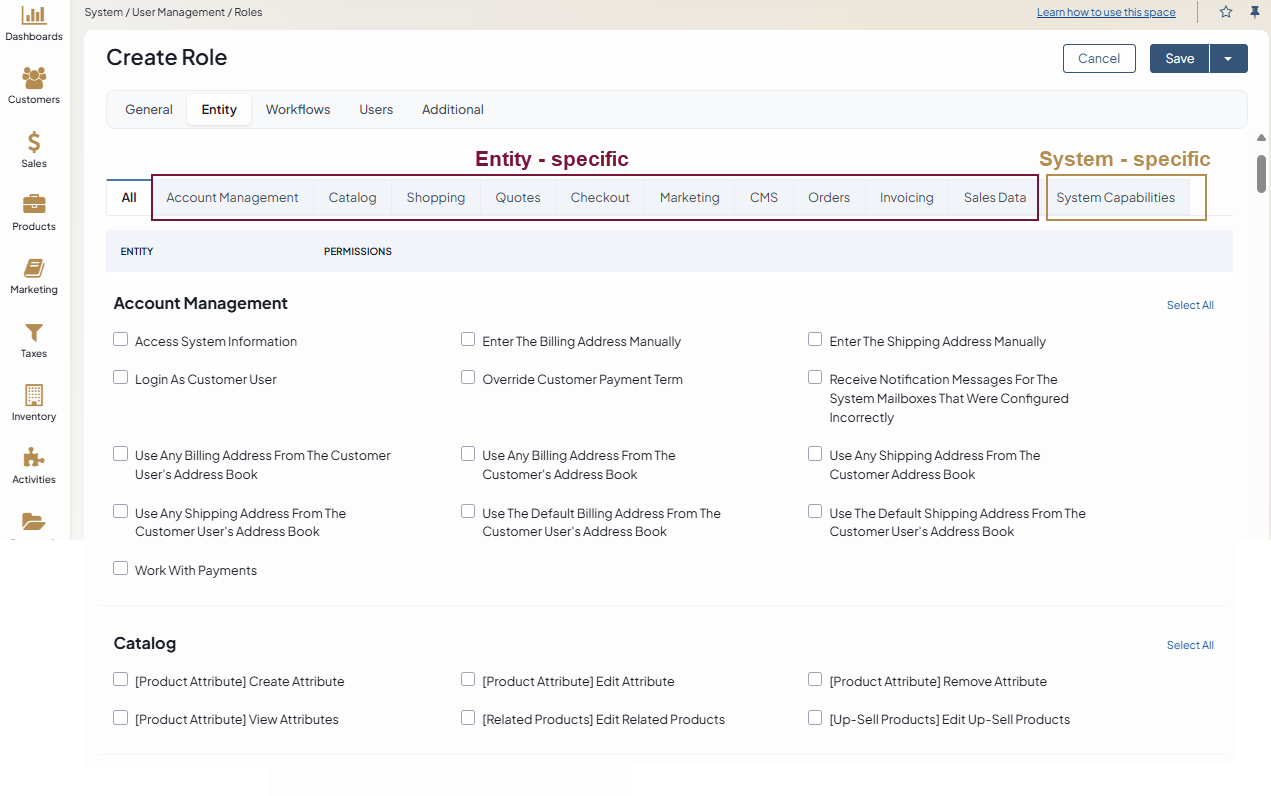 System / User Management / Roles
Learn how to use this space
Dashboards
Customers
Sales
Products
Marketing
Taxes
Inventory
Activities
Create Role
Cancel
Save
General Entity Workflows Users Additional
Entity - specific
System - specific
All Account Management Catalog Shopping Quotes Checkout Marketing CMS Orders Invoicing Sales Data System Capabilities
ENTITY PERMISSIONS
Account Management
Select All
Access System Information
Enter The Billing Address Manually
Enter The Shipping Address Manually
Login As Customer User
Override Customer Payment Term
Receive Notification Messages For The
System Mailboxes That Were Configured
Incorrectly
Use Any Billing Address From The Customer
User's Address Book
Use Any Billing Address From The
Customer's Address Book
Use Any Shipping Address From The
Customer Address Book
Use Any Shipping Address From The
Customer User's Address Book
Use The Default Billing Address From The
Customer User's Address Book
Use The Default Shipping Address From The
Customer User's Address Book
Work With Payments
Catalog
Select All
[Product Attribute] Create Attribute
[Product Attribute] Edit Attribute
[Product Attribute] Remove Attribute
[Product Attribute] View Attributes
[Related Products] Edit Related Products
[Up-Sell Products] Edit Up-Sell Products